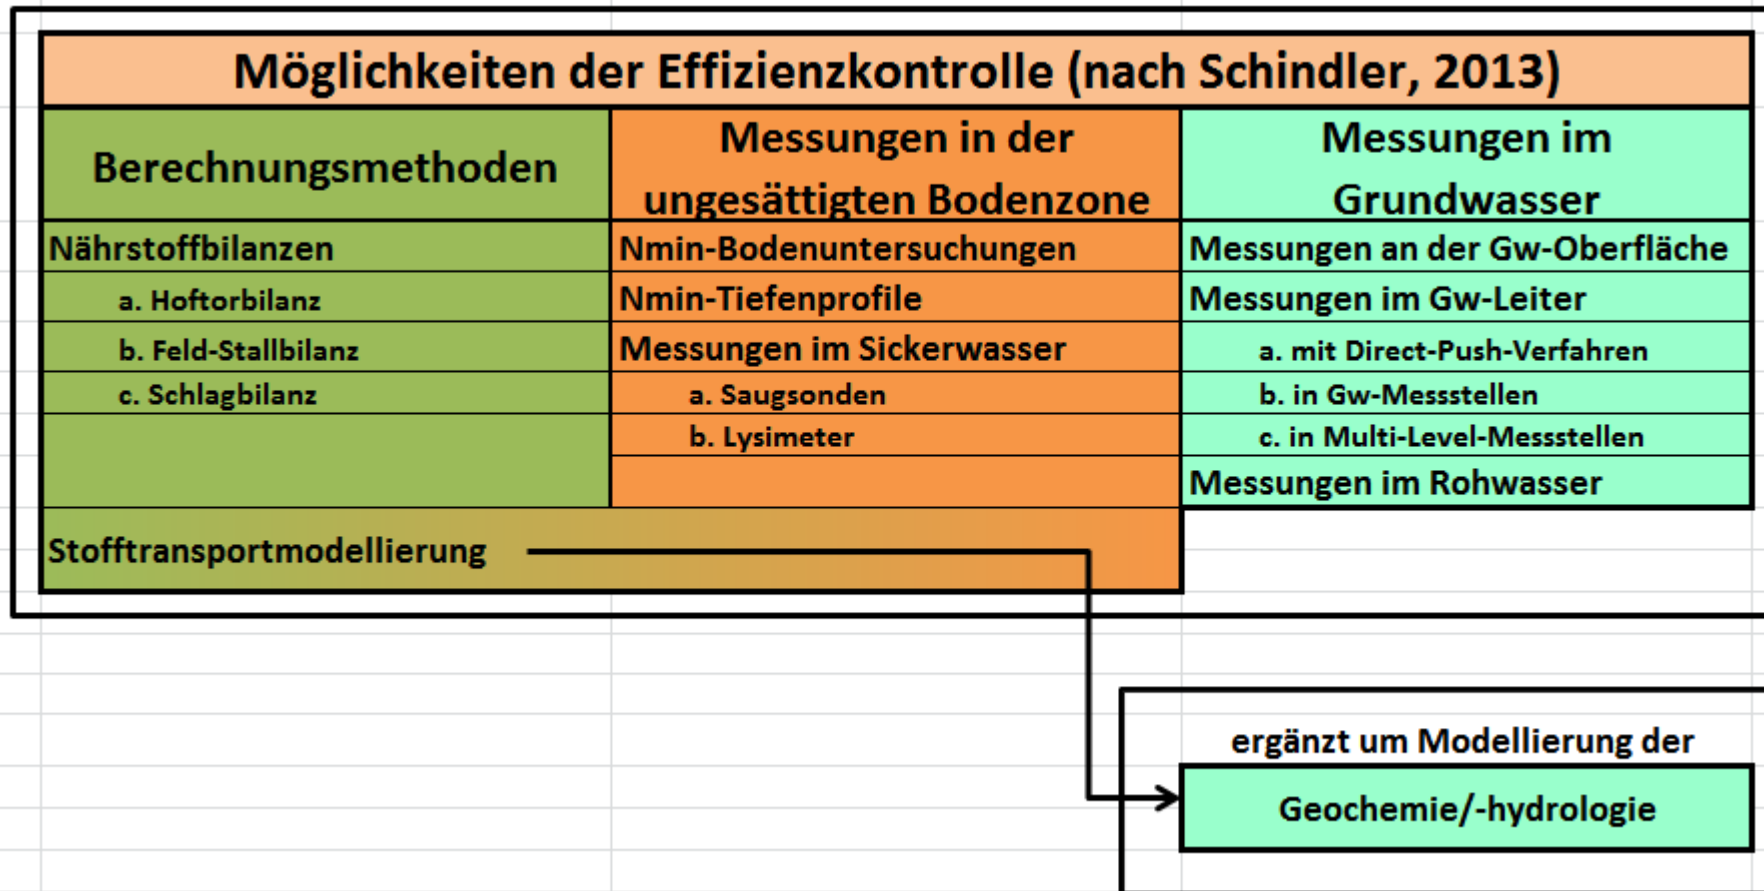 Möglichkeiten der Effizienzkontrolle (nach Schindler, 2013)
Berechnungsmethoden
Messungen in der
ungesättigten Bodenzone
Messungen im
Grundwasser
Nährstoffbilanzen
a. Hoftorbilanz
b. Feld-Stallbilanz
c. Schlagbilanz
Nmin-Bodenuntersuchungen
Nmin-Tiefenprofile
Messungen im Sickerwasser
a. Saugsonden
b. Lysimeter
Messungen an der Gw-Oberfläche
Messungen im Gw-Leiter
a. mit Direct-Push-Verfahren
b. in Gw-Messstellen
c. in Multi-Level-Messstellen
Messungen im Rohwasser
Stofftransportmodellierung
ergänzt um Modellierung der
Geochemie/-hydrologie